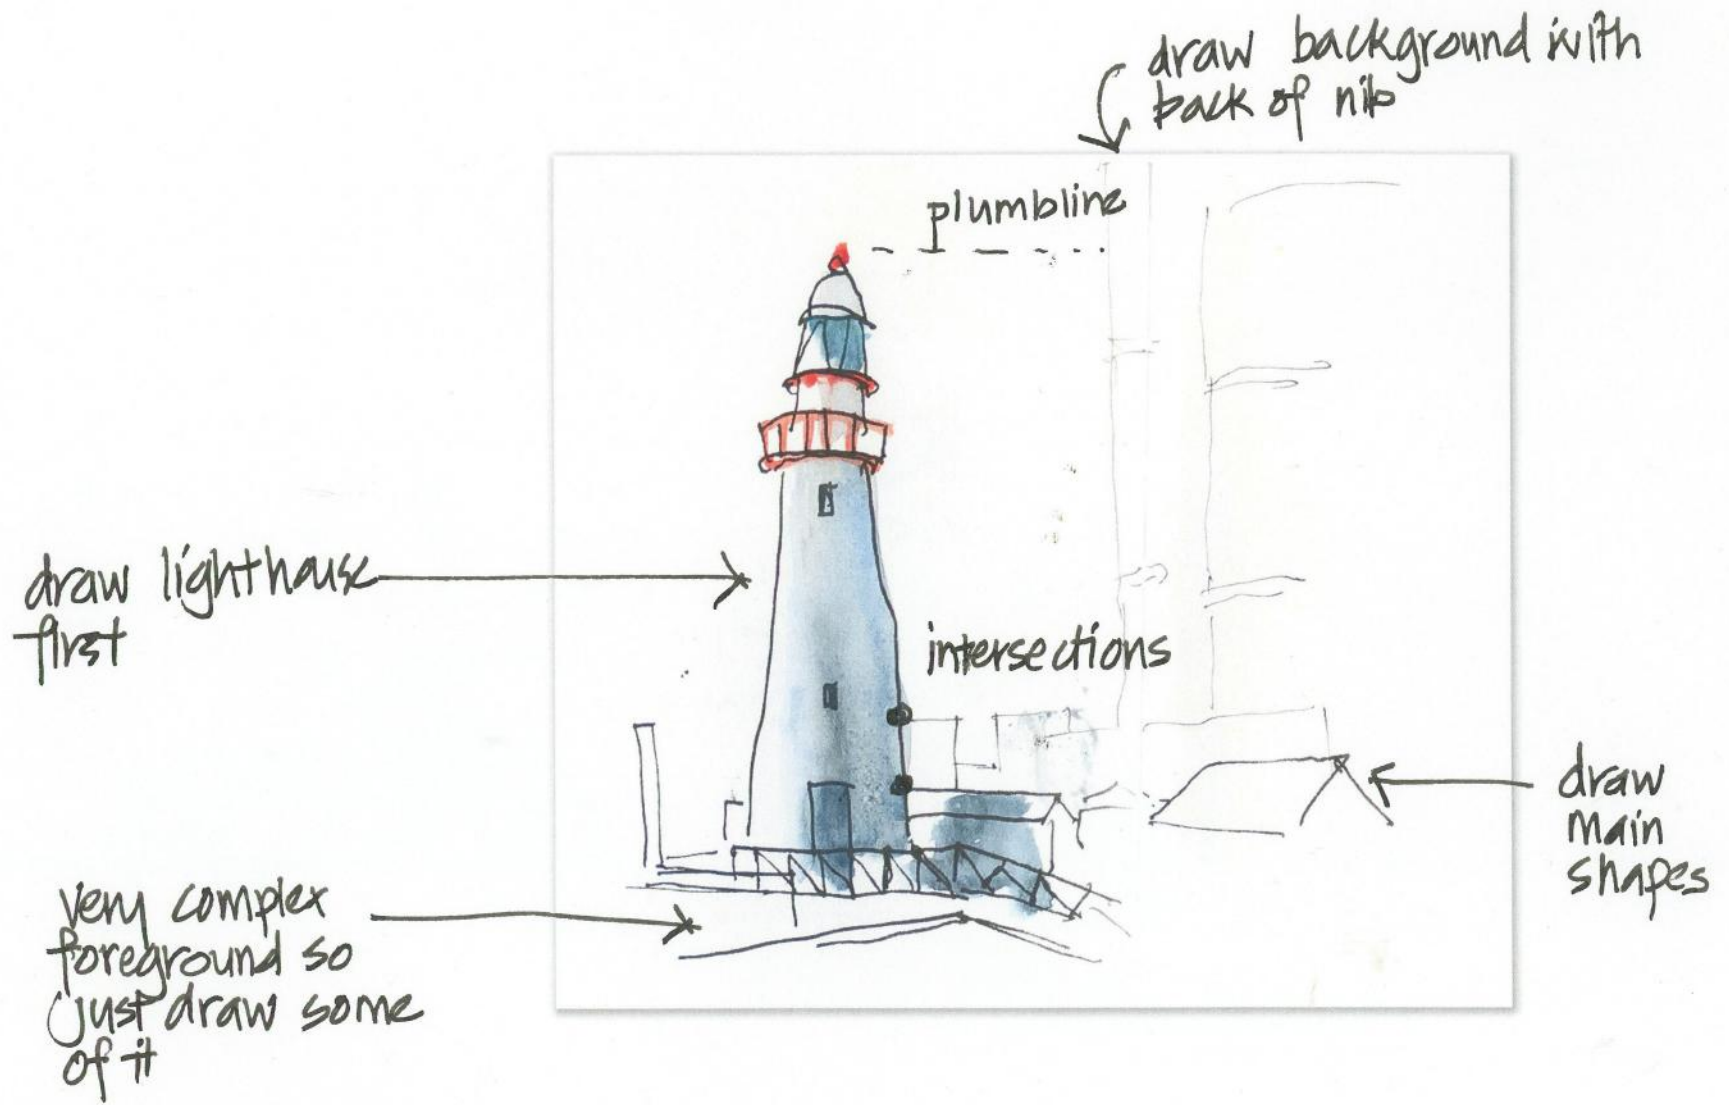 draw background with
back of nib
plumbline
draw lighthouse
first
intersections
draw
main
shapes
very complex
foreground so
just draw some
of it